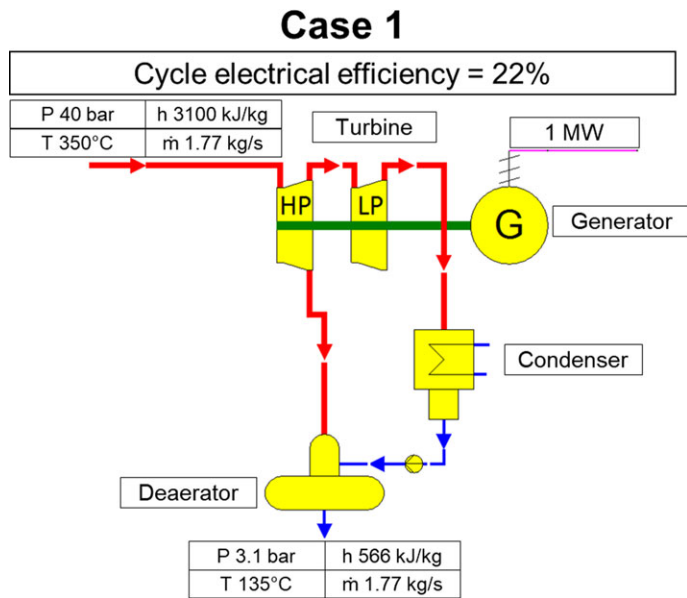 Case 1
Cycle electrical efficiency = 22%
P 40 bar h 3100 kJ/kg
T 350°C ṁ 1.77 kg/s
Turbine
1 MW
HP LP
G
Generator
Condenser
Deaerator
P 3.1 bar h 566 kJ/kg
T 135°C ṁ 1.77 kg/s